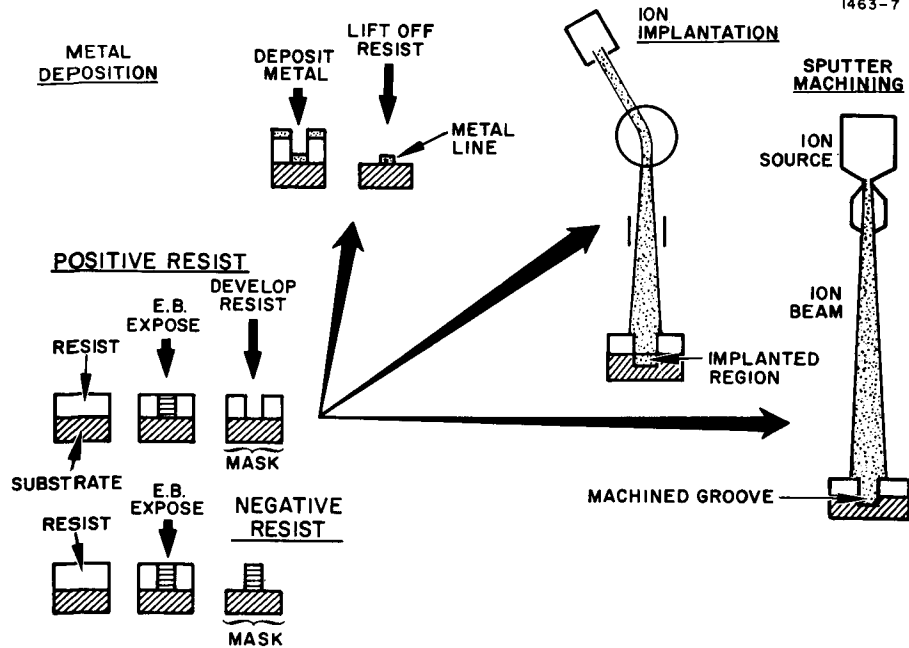 1463-7
METAL
DEPOSITION
DEPOSIT
METAL
LIFT OFF
RESIST
METAL
LINE
ION
IMPLANTATION
SPUTTER
MACHINING
ION
SOURCE
ION
BEAM
IMPLANTED
REGION
MACHINED GROOVE
POSITIVE RESIST
RESIST
E.B.
EXPOSE
DEVELOP
RESIST
SUBSTRATE
MASK
RESIST
E.B.
EXPOSE
NEGATIVE
RESIST
MASK